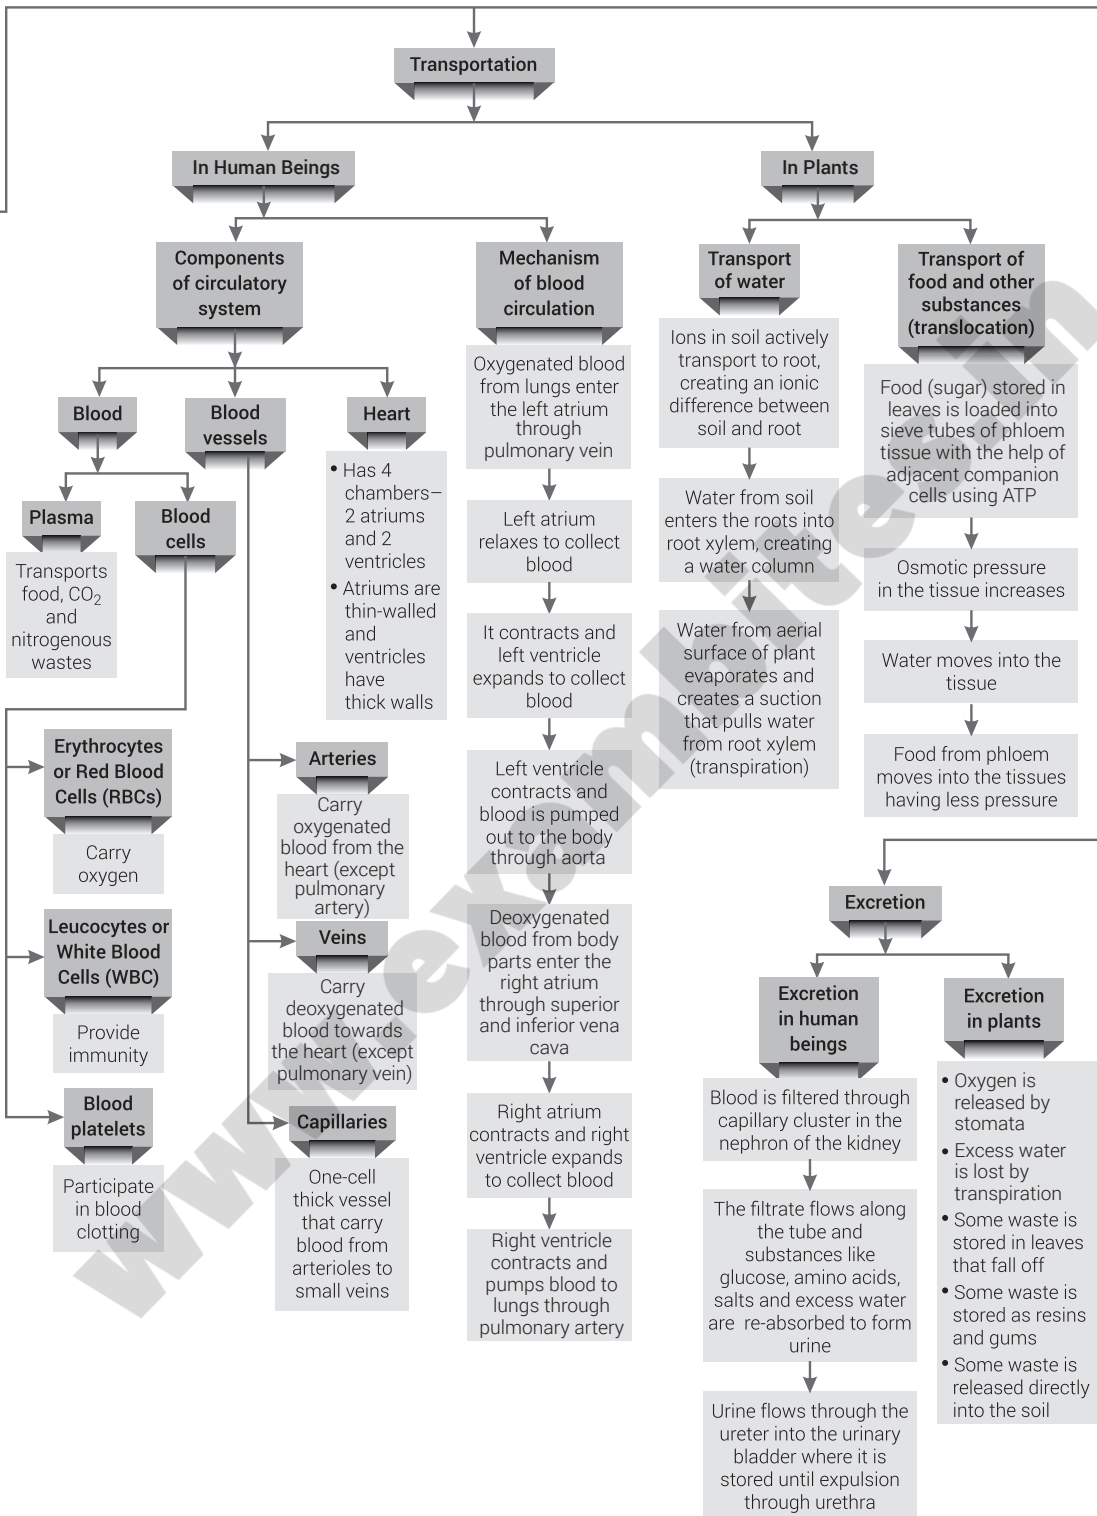 Transportation
In Human Beings
In Plants
Components
of circulatory
system
Mechanism
of blood
circulation
Transport
of water
Transport of
food and other
substances
(translocation)
Blood
Blood
vessels
Heart
Plasma
Transports
food, CO₂
and
nitrogenous
wastes
Blood
cells
• Has 4
chambers–
2 atriums
and 2
ventricles
• Atriums are
thin-walled
and
ventricles
have
thick walls
Erythrocytes
or Red Blood
Cells (RBCs)
Carry
oxygen
Leucocytes or
White Blood
Cells (WBC)
Provide
immunity
Blood
platelets
Participate
in blood
clotting
Arteries
Carry
oxygenated
blood from the
heart (except
pulmonary
artery)
Veins
Carry
deoxygenated
blood towards
the heart (except
pulmonary vein)
Capillaries
One-cell
thick vessel
that carry
blood from
arterioles to
small veins
Oxygenated blood
from lungs enter
the left atrium
through
pulmonary vein
Left atrium
relaxes to collect
blood
It contracts and
left ventricle
expands to collect
blood
Left ventricle
contracts and
blood is pumped
out to the body
through aorta
Deoxygenated
blood from body
parts enter the
right atrium
through superior
and inferior vena
cava
Right atrium
contracts and right
ventricle expands
to collect blood
Right ventricle
contracts and
pumps blood to
lungs through
pulmonary artery
Ions in soil actively
transport to root,
creating an ionic
difference between
soil and root
Water from soil
enters the roots into
root xylem, creating
a water column
Water from aerial
surface of plant
evaporates and
creates a suction
that pulls water
from root xylem
(transpiration)
Food (sugar) stored in
leaves is loaded into
sieve tubes of phloem
tissue with the help of
adjacent companion
cells using ATP
Osmotic pressure
in the tissue increases
Water moves into the
tissue
Food from phloem
moves into the tissues
having less pressure
Excretion
Excretion
in human
beings
Blood is filtered through
capillary cluster in the
nephron of the kidney
The filtrate flows along
the tube and
substances like
glucose, amino acids,
salts and excess water
are re-absorbed to form
urine
Urine flows through the
ureter into the urinary
bladder where it is
stored until expulsion
through urethra
Excretion
in plants
• Oxygen is
released by
stomata
• Excess water
is lost by
transpiration
• Some waste is
stored in leaves
that fall off
• Some waste is
stored as resins
and gums
• Some waste is
released directly
into the soil
www.exambites.in